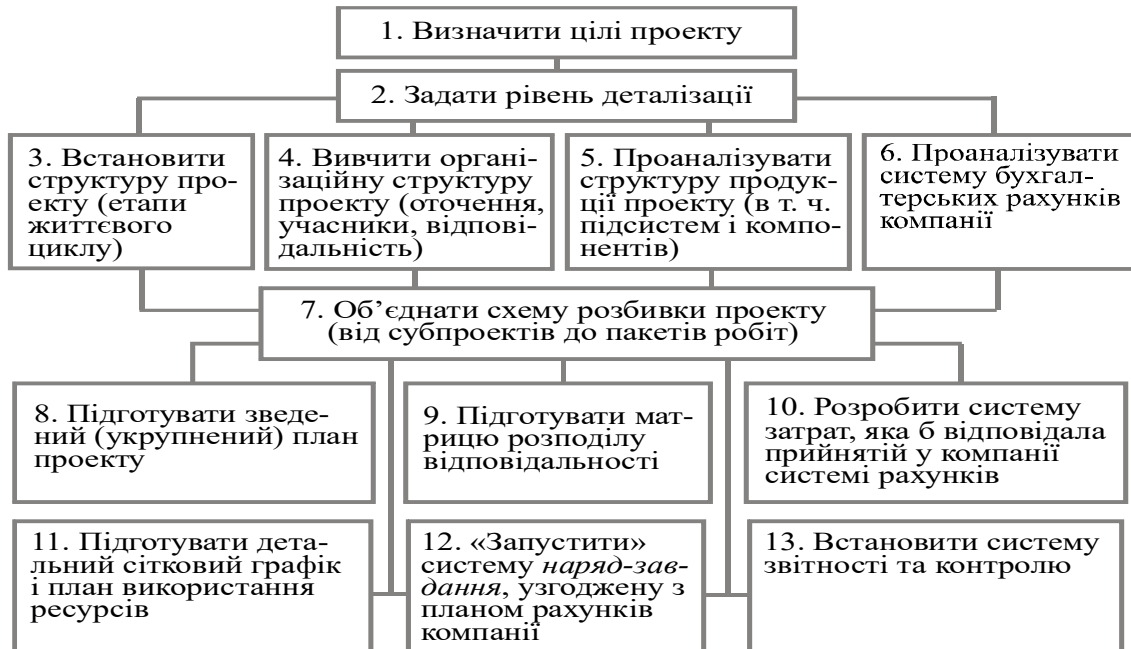 1. Визначити цілі проекту
2. Задати рівень деталізації
3. Встановити
структуру про-
екту (етапи
життєвого
циклу)
4. Вивчити органі-
заційну структуру
проекту (оточення,
учасники, відпові-
дальність)
5. Проаналізувати
структуру продук-
ції проекту (в т. ч.
підсистем і компо-
нентів)
6. Проаналізувати
систему бухгал-
терських рахунків
компанії
7. Об’єднати схему розбивки проекту
(від субпроектів до пакетів робіт)
8. Підготувати зведе-
ний (укрупнений) план
проекту
9. Підготувати мат-
рицю розподілу
відповідальності
10. Розробити систему
затрат, яка б відповідала
прийнятій у компанії
системі рахунків
11. Підготувати де­та-
льний сітковий графік
і план використання
ресурсів
12. «Запустити»
систему наряд-зав-
дання, узгоджену з
планом рахунків
компанії
13. Встановити систему
звітності та контролю